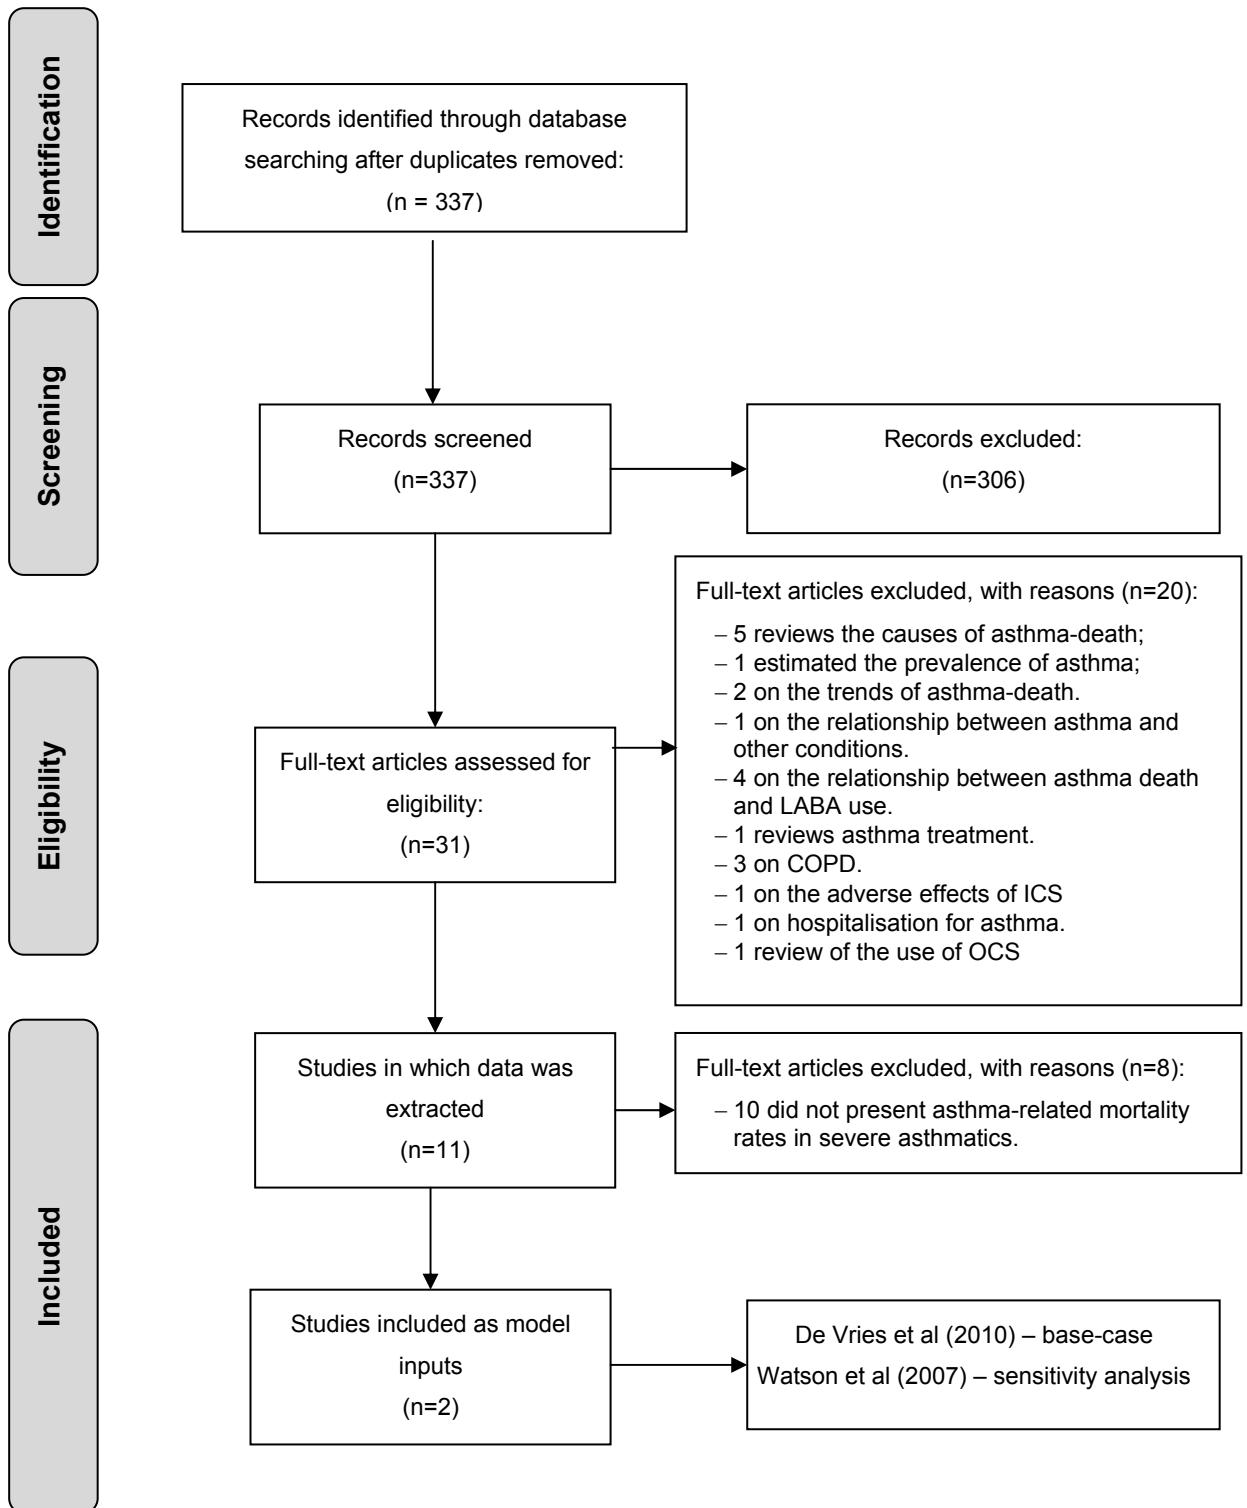 Identification
Records identified through database
searching after duplicates removed:
(n = 337)
Screening
Records screened
(n=337)
Records excluded:
(n=306)
Eligibility
Full-text articles assessed for
eligibility:
(n=31)
Full-text articles excluded, with reasons (n=20):
– 5 reviews the causes of asthma-death;
– 1 estimated the prevalence of asthma;
– 2 on the trends of asthma-death.
– 1 on the relationship between asthma and
other conditions.
– 4 on the relationship between asthma death
and LABA use.
– 1 reviews asthma treatment.
– 3 on COPD.
– 1 on the adverse effects of ICS
– 1 on hospitalisation for asthma.
– 1 review of the use of OCS
Included
Studies in which data was
extracted
(n=11)
Full-text articles excluded, with reasons (n=8):
– 10 did not present asthma-related mortality
rates in severe asthmatics.
Studies included as model
inputs
(n=2)
De Vries et al (2010) – base-case
Watson et al (2007) – sensitivity analysis